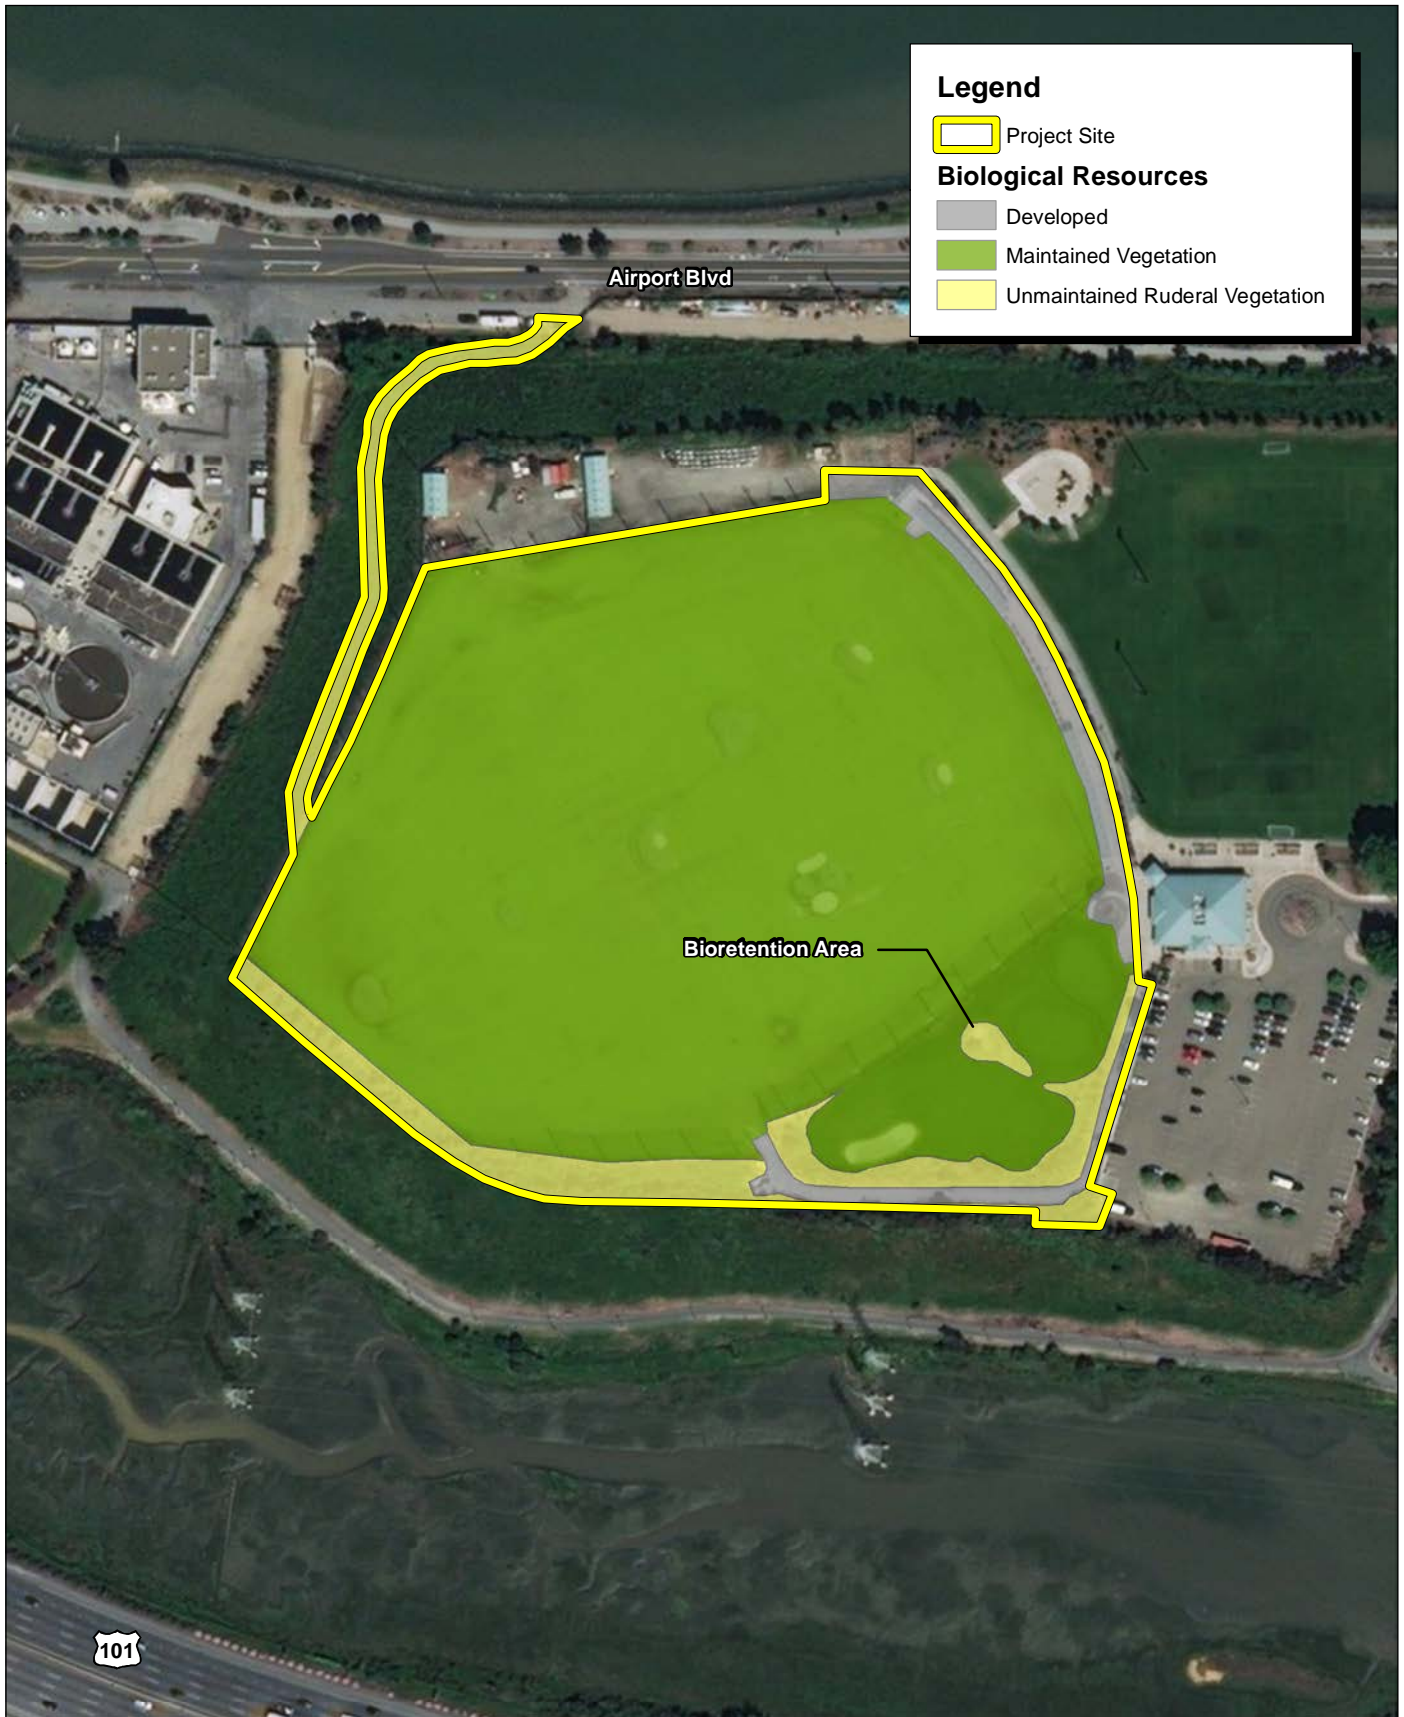 Legend
Project Site
Biological Resources
Developed
Maintained Vegetation
Unmaintained Ruderal Vegetation
Airport Blvd
Bioretention Area
101